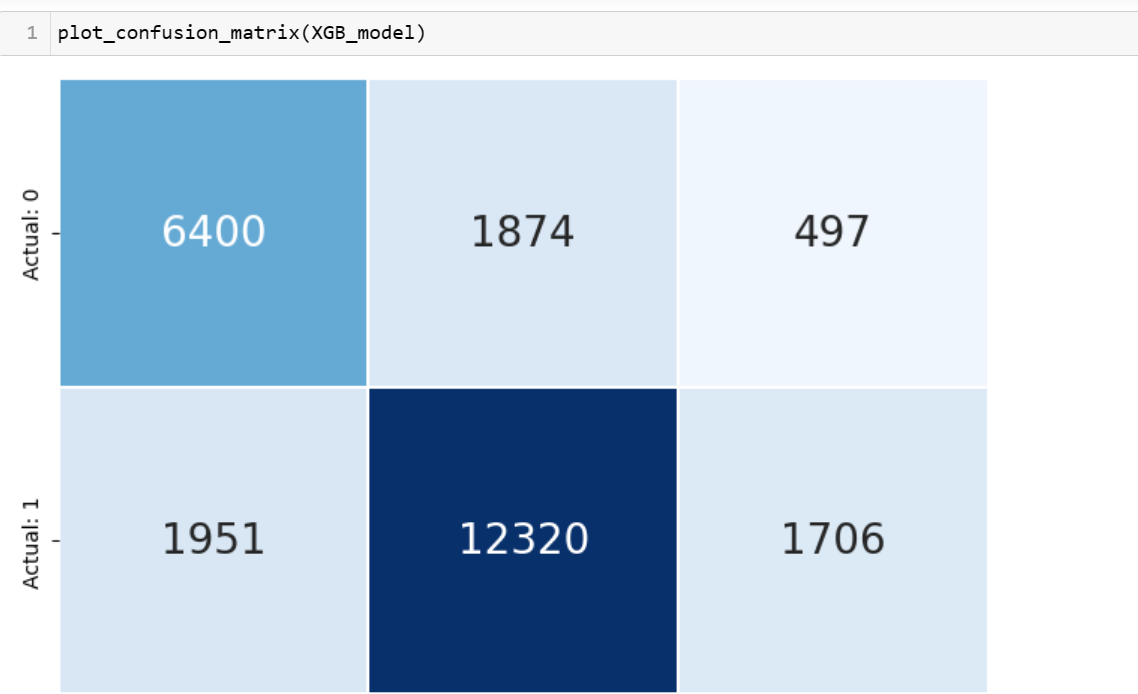 1 plot_confusion_matrix(XGB_model)
Actual: 0
6400 1874 497
Actual: 1
1951 12320 1706